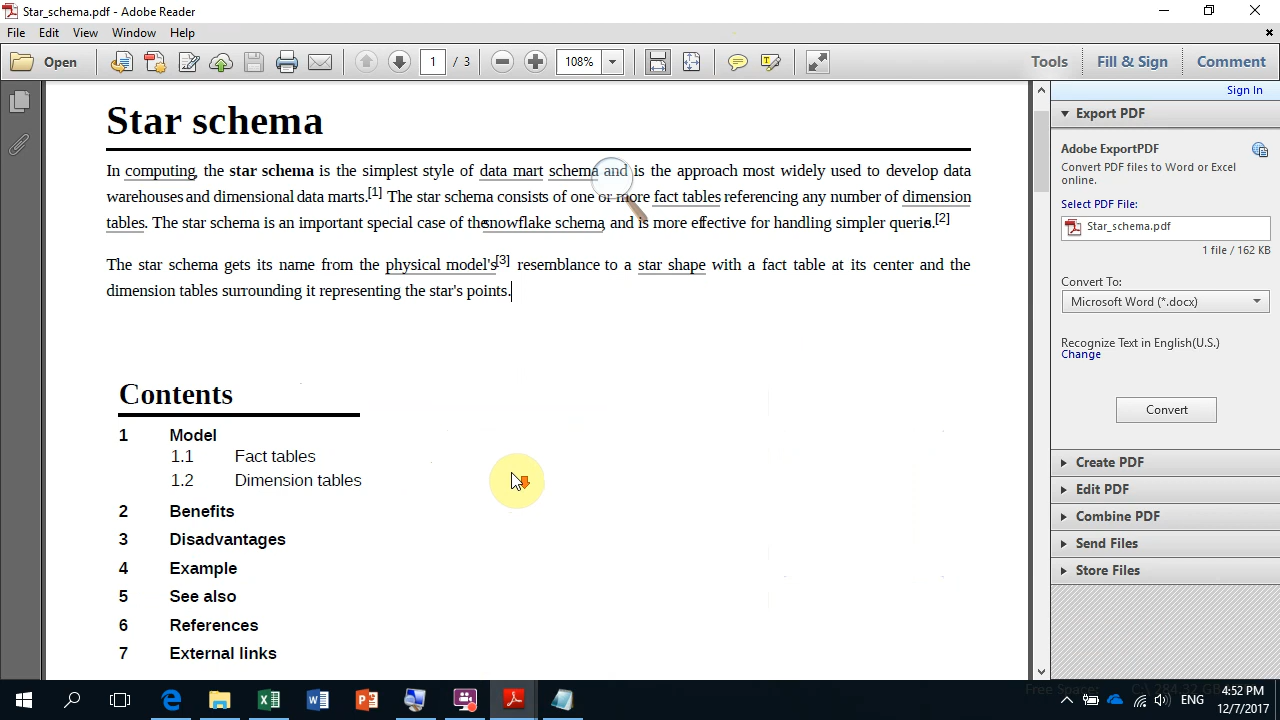 Star_schema.pdf - Adobe Reader
File Edit View Window Help
Open 1 / 3 108% Tools Fill & Sign Comment
Sign In
Star schema
In computing, the star schema is the simplest style of data mart schema and is the approach most widely used to develop data
warehouses and dimensional data marts.[1] The star schema consists of one or more fact tables referencing any number of dimension
tables. The star schema is an important special case of the snowflake schema, and is more effective for handling simpler queries.[2]
The star schema gets its name from the physical model's[3] resemblance to a star shape with a fact table at its center and the
dimension tables surrounding it representing the star's points.
Contents
1 Model
1.1 Fact tables
1.2 Dimension tables
2 Benefits
3 Disadvantages
4 Example
5 See also
6 References
7 External links
Export PDF
Adobe ExportPDF
Convert PDF files to Word or Excel
online.
Select PDF File:
Star_schema.pdf
1 file / 162 KB
Convert To:
Microsoft Word (*.docx)
Recognize Text in English(U.S.)
Change
Convert
Create PDF
Edit PDF
Combine PDF
Send Files
Store Files
Free Space:
ENG
4:52 PM
12/7/2017